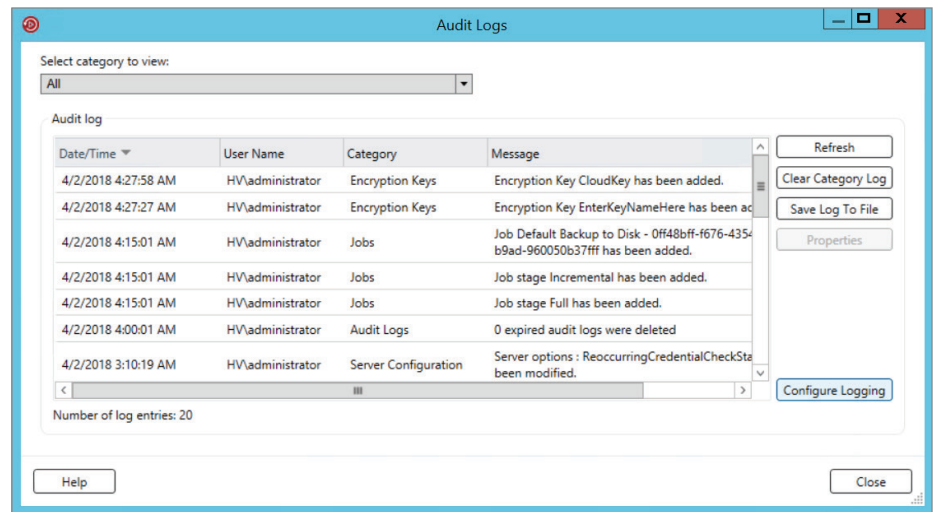 Audit Logs
Select category to view:
All
Audit log
Date/Time User Name Category Message
4/2/2018 4:27:58 AM HV\administrator Encryption Keys Encryption Key CloudKey has been added.
4/2/2018 4:27:27 AM HV\administrator Encryption Keys Encryption Key EnterKeyNameHere has been ac
4/2/2018 4:15:01 AM HV\administrator Jobs Job Default Backup to Disk - 0ff48bff-f676-4354
b9ad-960050b37fff has been added.
4/2/2018 4:15:01 AM HV\administrator Jobs Job stage Incremental has been added.
4/2/2018 4:15:01 AM HV\administrator Jobs Job stage Full has been added.
4/2/2018 4:00:01 AM HV\administrator Audit Logs 0 expired audit logs were deleted
4/2/2018 3:10:19 AM HV\administrator Server Configuration Server options : ReoccurringCredentialCheckSta
been modified.
Number of log entries: 20
Refresh
Clear Category Log
Save Log To File
Properties
Configure Logging
Help
Close